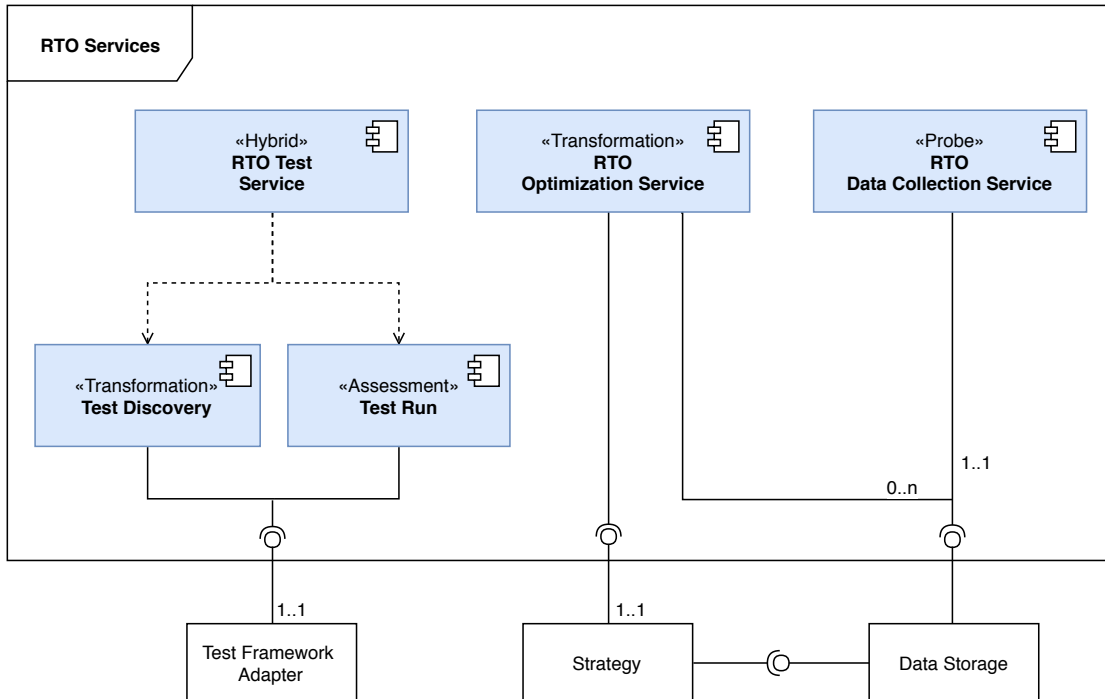 RTO Services
«Hybrid»
RTO Test
Service
«Transformation»
RTO
Optimization Service
«Probe»
RTO
Data Collection Service
«Transformation»
Test Discovery
«Assessment»
Test Run
1..1
0..n
1..1
1..1
Test Framework
Adapter
Strategy
Data Storage